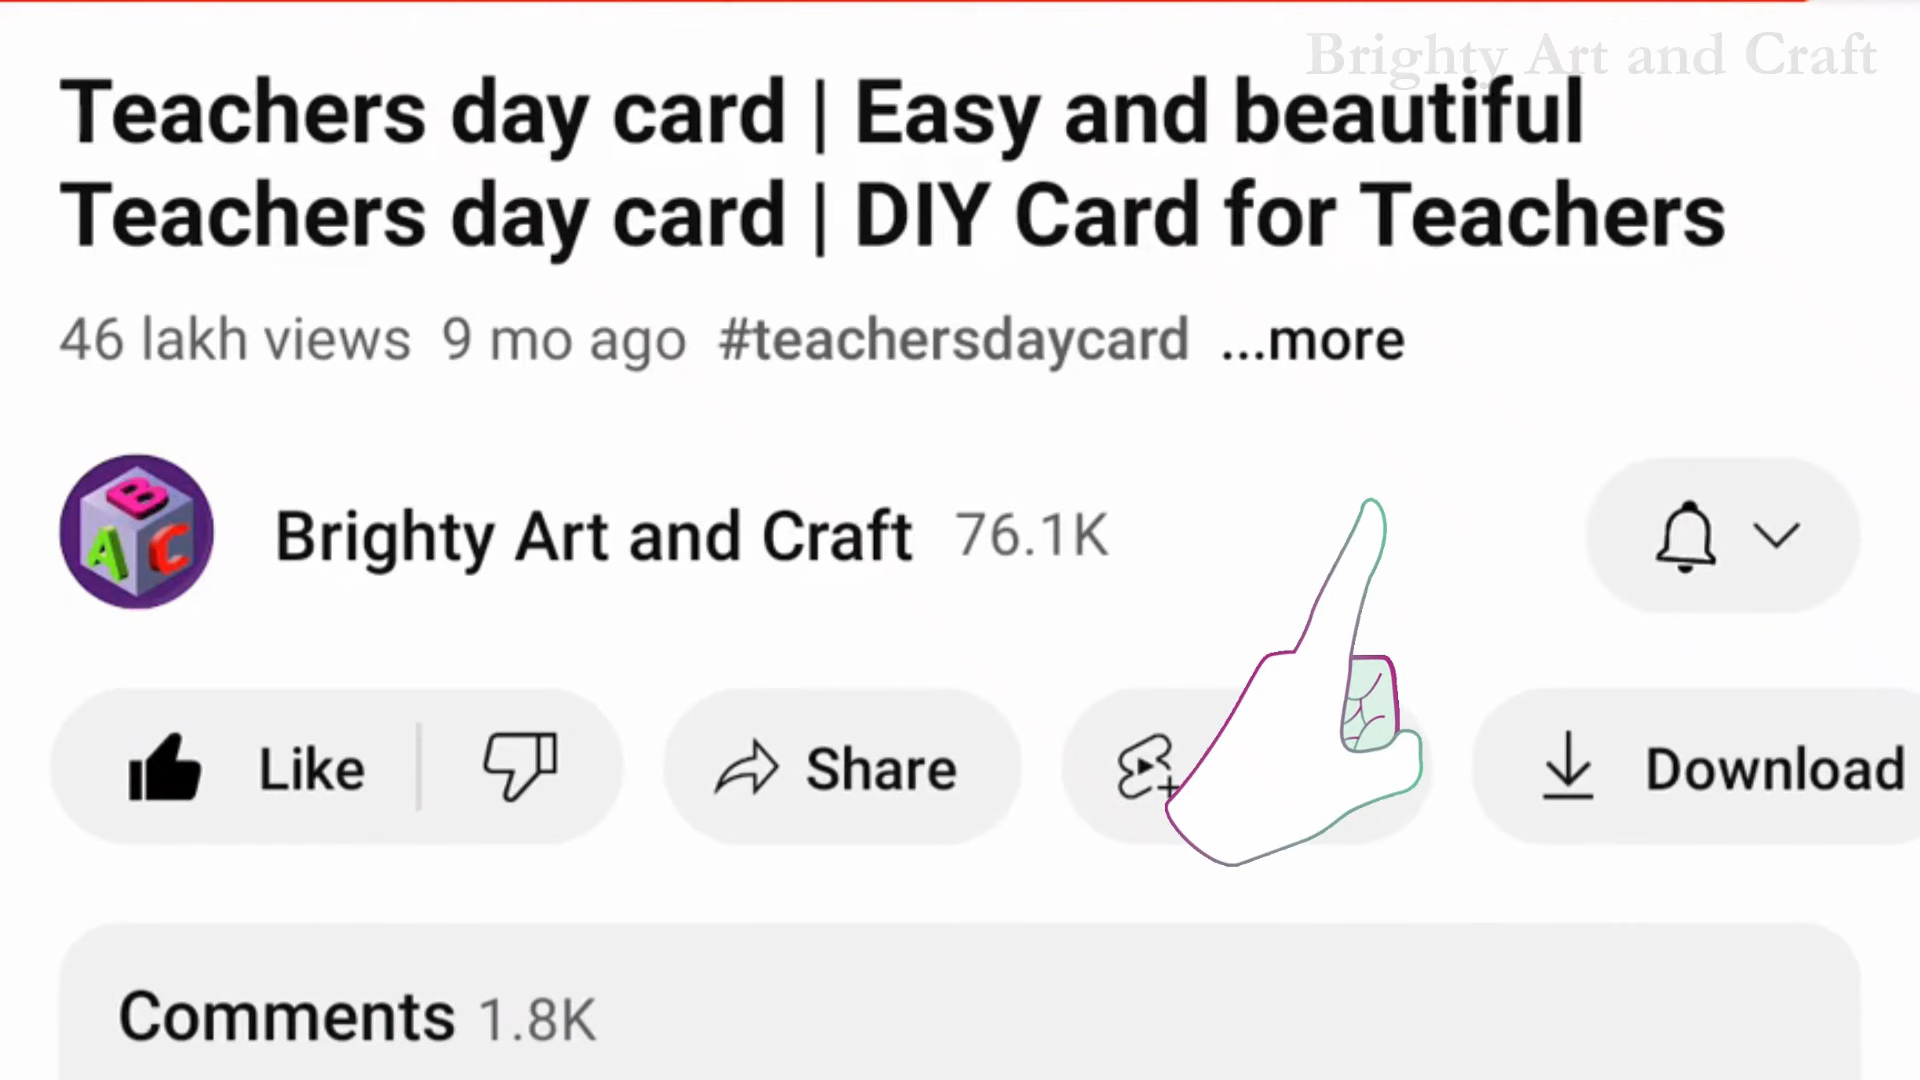 Brighty Art and Craft
Teachers day card | Easy and beautiful
Teachers day card | DIY Card for Teachers
46 lakh views 9 mo ago #teachersdaycard ...more
B
A C
Brighty Art and Craft 76.1K
Like
Share
Download
Comments 1.8K